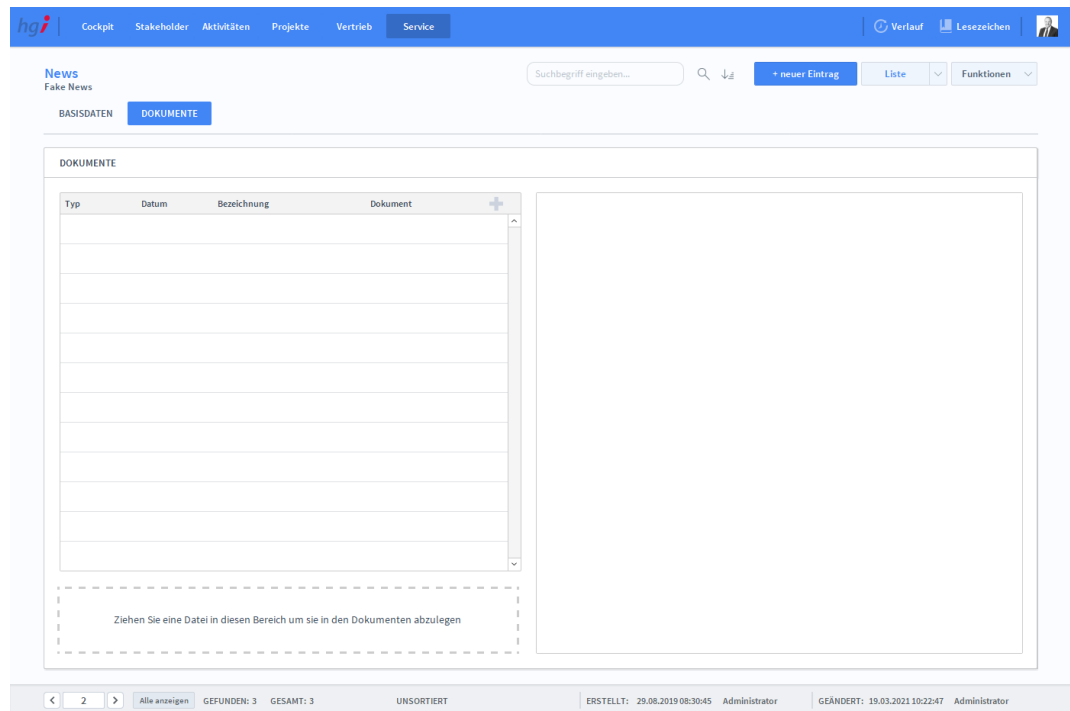 hgi Cockpit Stakeholder Aktivitäten Projekte Vertrieb Service Verlauf Lesezeichen
News Suchbegriff eingeben... + neuer Eintrag Liste Funktionen
Fake News
BASISDATEN DOKUMENTE
DOKUMENTE
Typ Datum Bezeichnung Dokument
Ziehen Sie eine Datei in diesen Bereich um sie in den Dokumenten abzulegen
2 Alle anzeigen GEFUNDEN: 3 GESAMT: 3 UNSORTIERT ERSTELLT: 29.08.2019 08:30:45 Administrator GEÄNDERT: 19.03.2021 10:22:47 Administrator